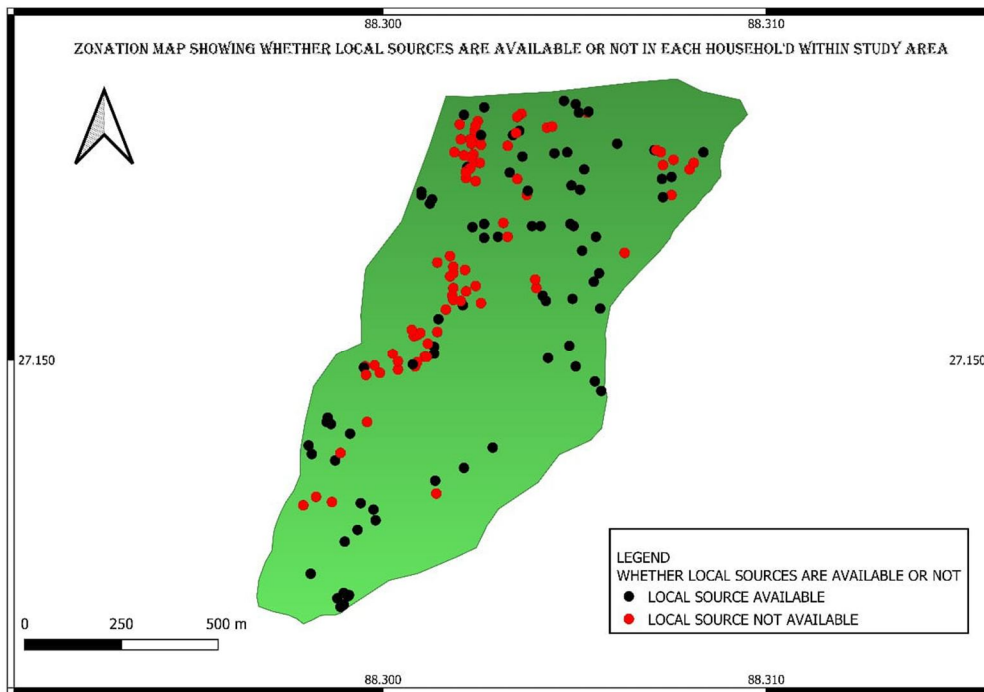 88.300 88.310
ZONATION MAP SHOWING WHETHER LOCAL SOURCES ARE AVAILABLE OR NOT IN EACH HOUSEHOL'D WITHIN STUDY AREA
27.150 27.150
LEGEND
WHETHER LOCAL SOURCES ARE AVAILABLE OR NOT
LOCAL SOURCE AVAILABLE
LOCAL SOURCE NOT AVAILABLE
0 250 500 m
88.300 88.310